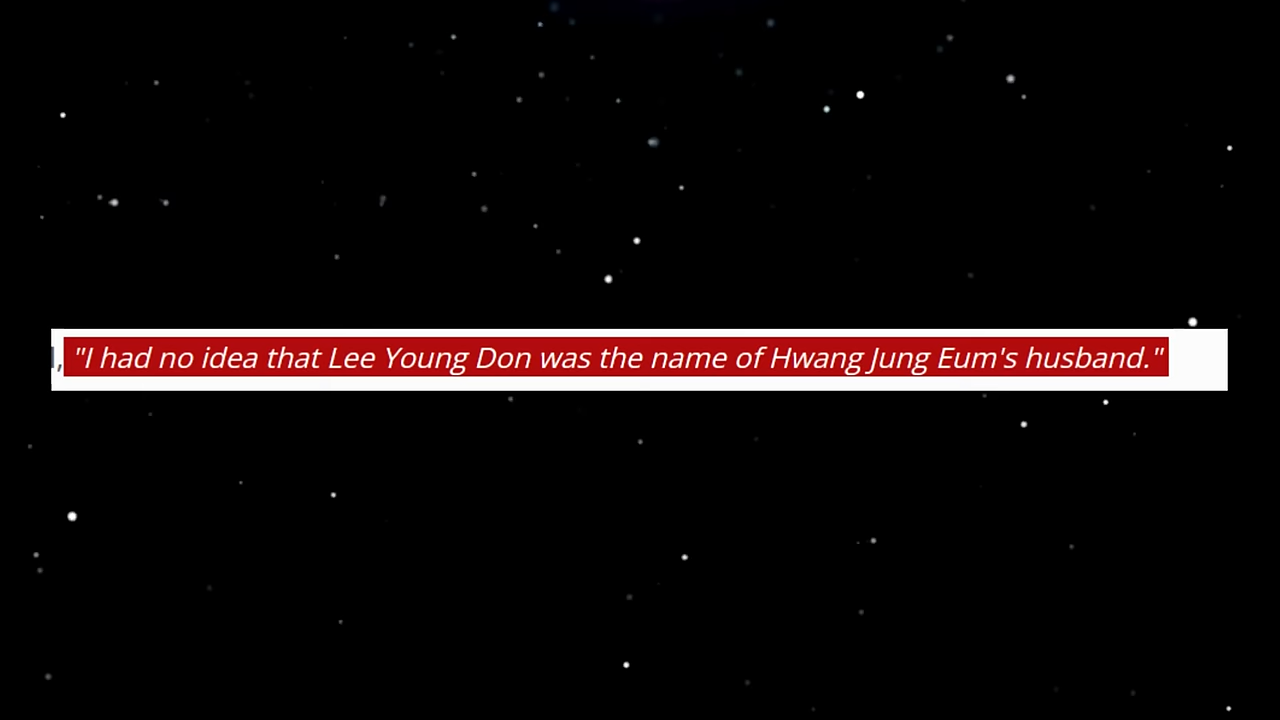 , "I had no idea that Lee Young Don was the name of Hwang Jung Eum's husband."